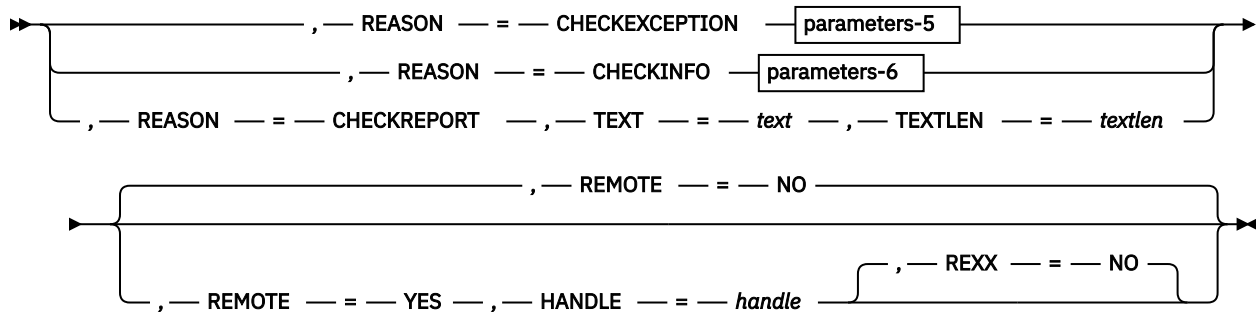 , REASON = CHECKEXCEPTION parameters-5
, REASON = CHECKINFO parameters-6
, REASON = CHECKREPORT , TEXT = text , TEXTLEN = textlen
, REMOTE = NO
, REXX = NO
, REMOTE = YES , HANDLE = handle